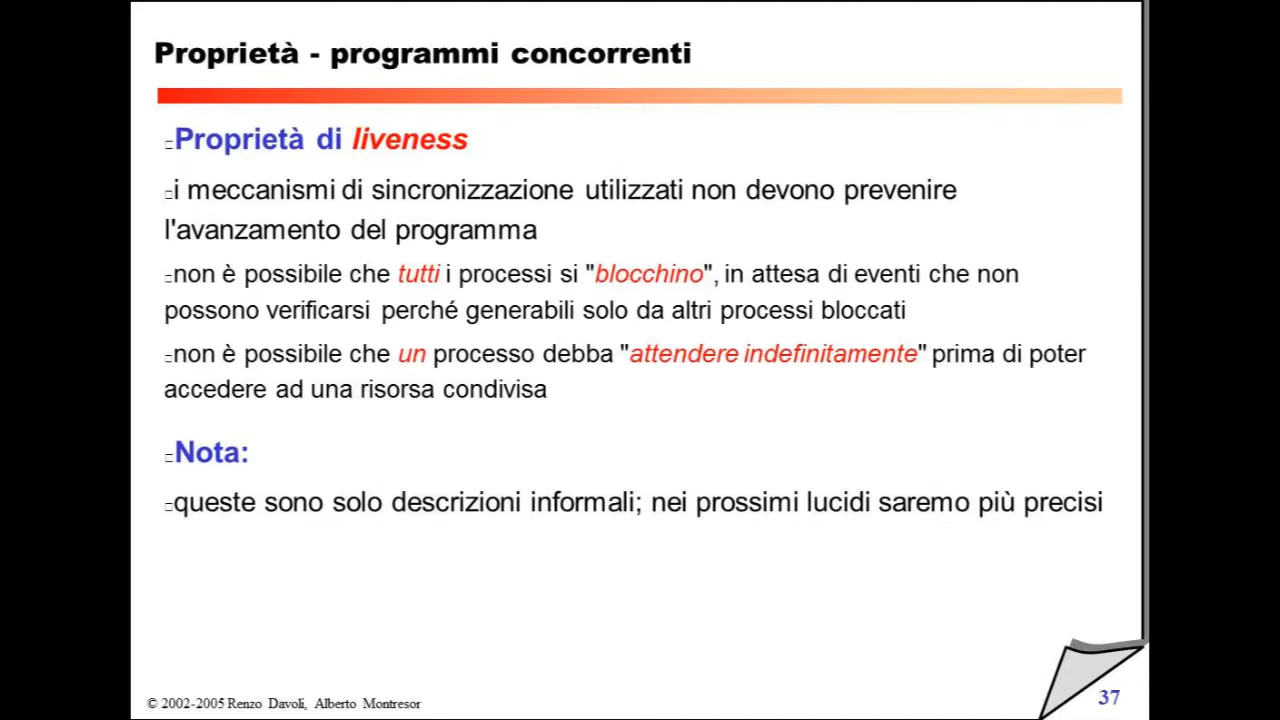 Proprietà - programmi concorrenti
Proprietà di liveness
i meccanismi di sincronizzazione utilizzati non devono prevenire
l'avanzamento del programma
non è possibile che tutti i processi si "blocchino", in attesa di eventi che non
possono verificarsi perché generabili solo da altri processi bloccati
non è possibile che un processo debba "attendere indefinitamente" prima di poter
accedere ad una risorsa condivisa
Nota:
queste sono solo descrizioni informali; nei prossimi lucidi saremo più precisi
© 2002-2005 Renzo Davoli, Alberto Montresor
37